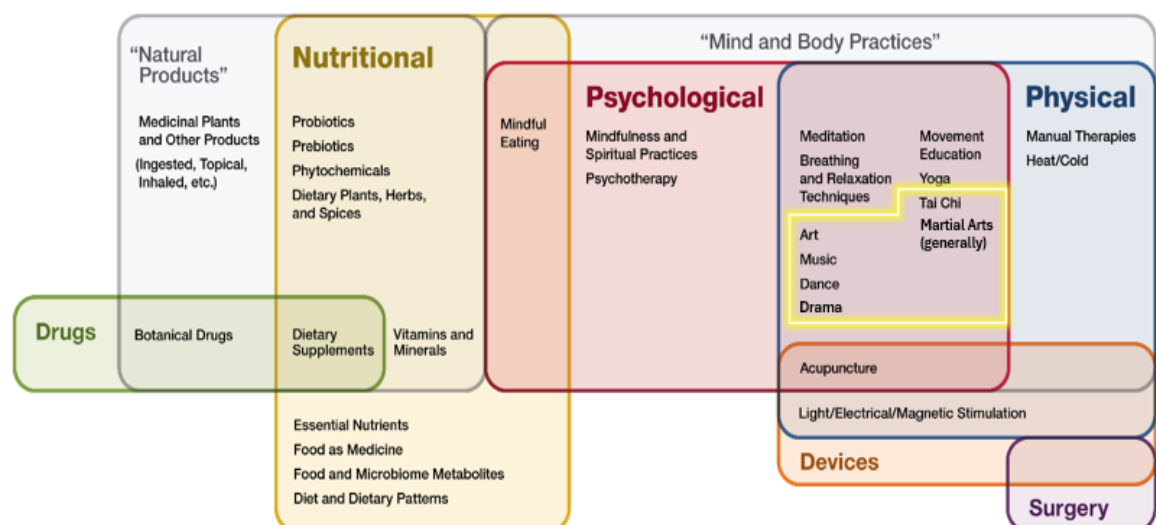 “Natural
Products”
Medicinal Plants
and Other Products
(Ingested, Topical,
Inhaled, etc.)
Nutritional
Probiotics
Prebiotics
Phytochemicals
Dietary Plants, Herbs,
and Spices
Mindful
Eating
“Mind and Body Practices”
Psychological
Mindfulness and
Spiritual Practices
Psychotherapy
Meditation
Breathing
and Relaxation
Techniques
Art
Music
Dance
Drama
Movement
Education
Yoga
Tai Chi
Martial Arts
(generally)
Physical
Manual Therapies
Heat/Cold
Drugs
Botanical Drugs
Dietary
Supplements
Vitamins and
Minerals
Acupuncture
Light/Electrical/Magnetic Stimulation
Devices
Surgery
Essential Nutrients
Food as Medicine
Food and Microbiome Metabolites
Diet and Dietary Patterns